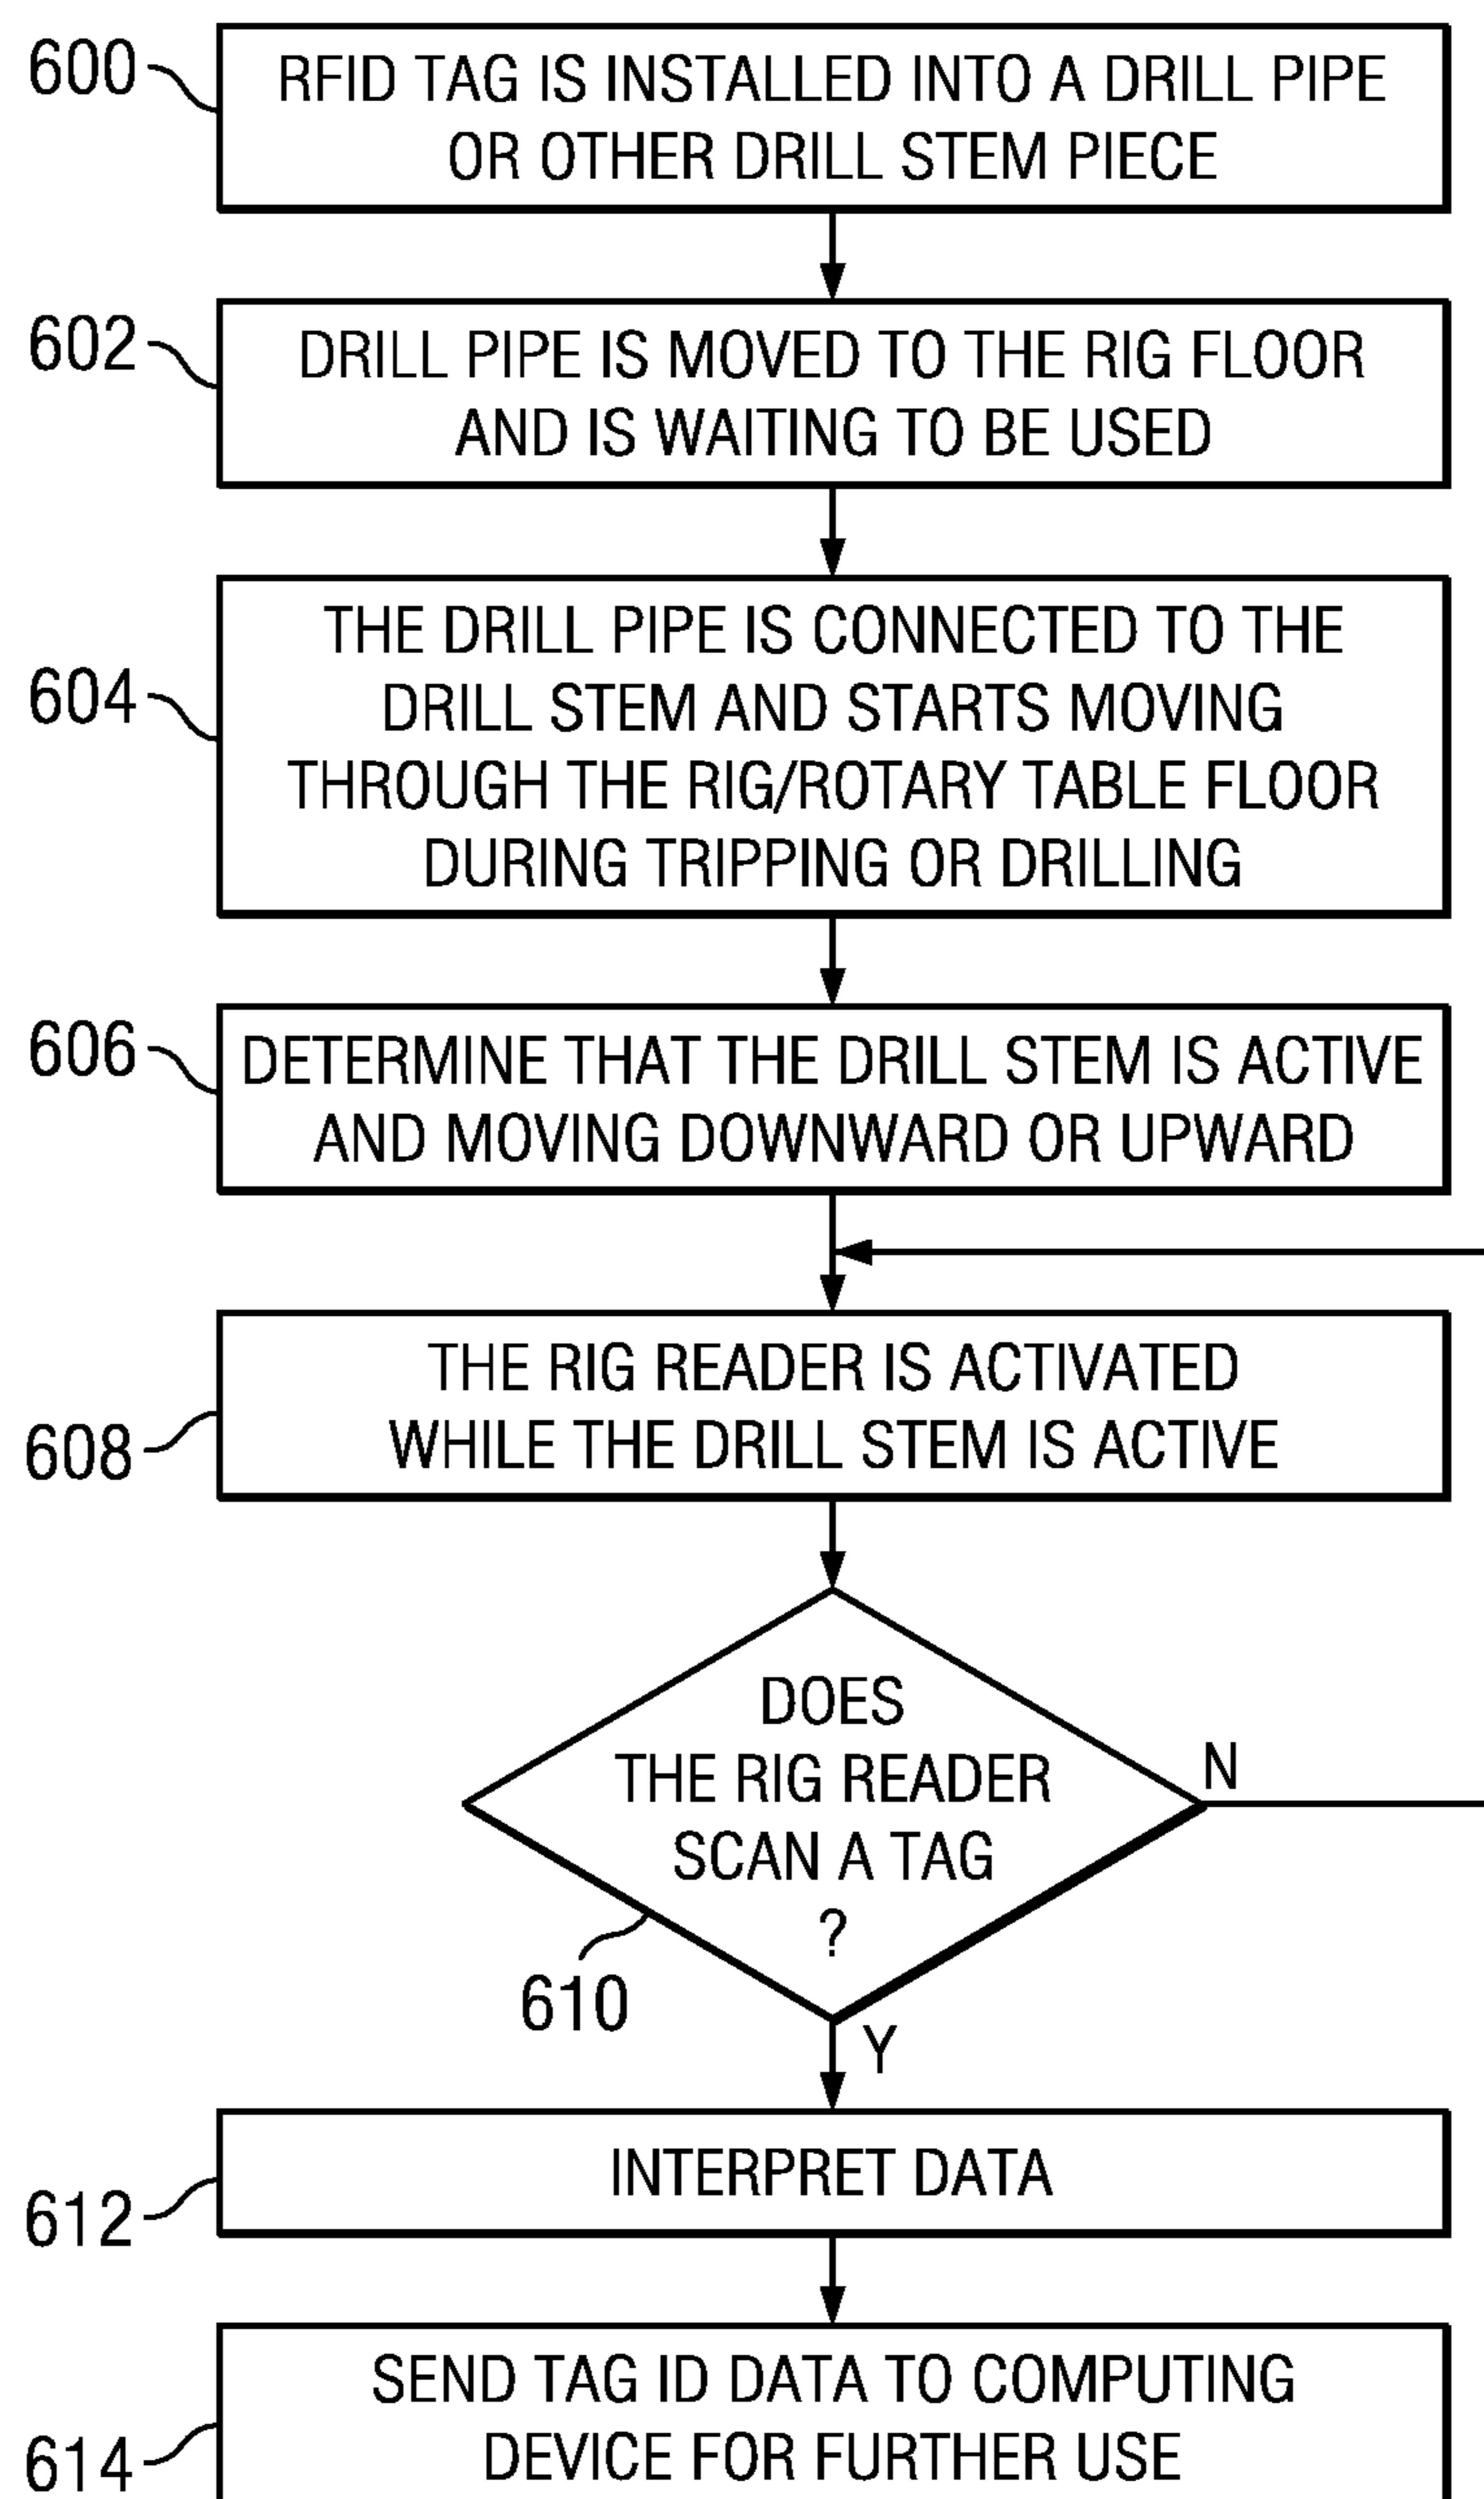 600
RFID TAG IS INSTALLED INTO A DRILL PIPE
OR OTHER DRILL STEM PIECE
602
DRILL PIPE IS MOVED TO THE RIG FLOOR
AND IS WAITING TO BE USED
604
THE DRILL PIPE IS CONNECTED TO THE
DRILL STEM AND STARTS MOVING
THROUGH THE RIG/ROTARY TABLE FLOOR
DURING TRIPPING OR DRILLING
606
DETERMINE THAT THE DRILL STEM IS ACTIVE
AND MOVING DOWNWARD OR UPWARD
608
THE RIG READER IS ACTIVATED
WHILE THE DRILL STEM IS ACTIVE
DOES
THE RIG READER
SCAN A TAG
?
N
610
Y
612
INTERPRET DATA
614
SEND TAG ID DATA TO COMPUTING
DEVICE FOR FURTHER USE